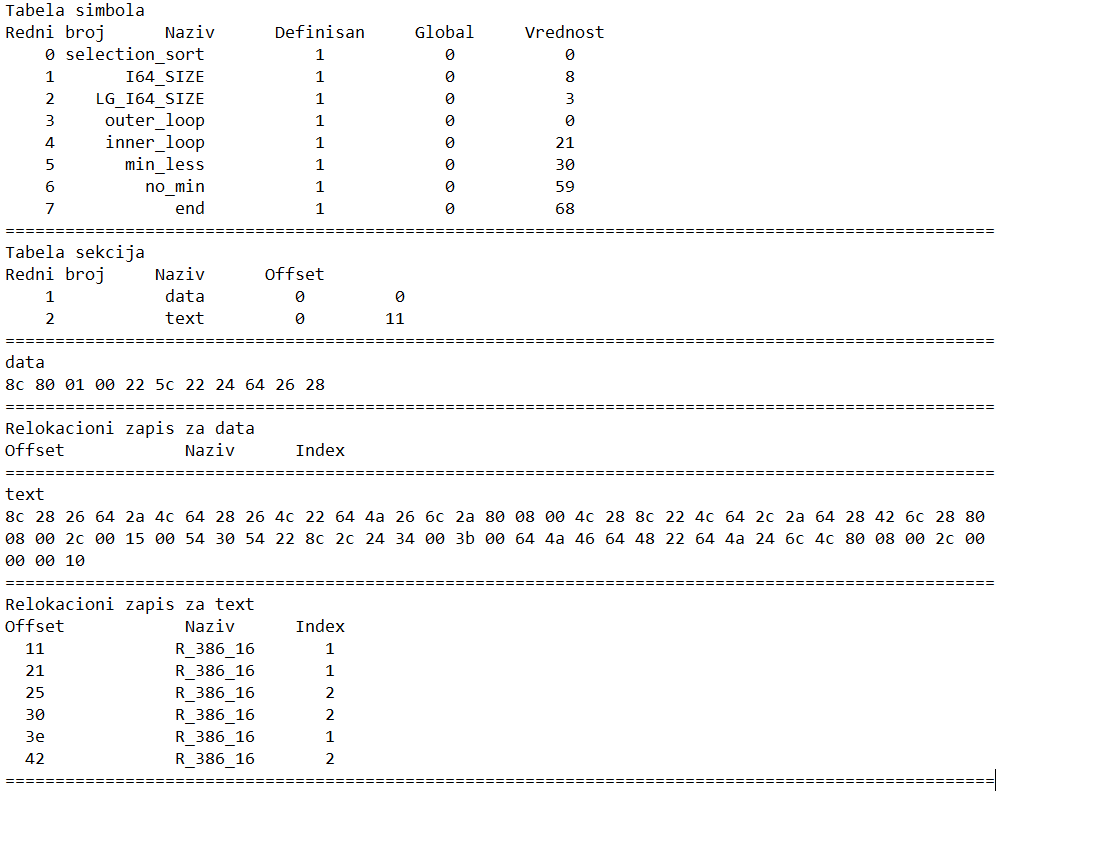 Tabela simbola
Redni broj      Naziv      Definisan     Global     Vrednost
    0 selection_sort           1            0           0
    1       I64_SIZE           1            0           8
    2    LG_I64_SIZE           1            0           3
    3     outer_loop           1            0           0
    4     inner_loop           1            0          21
    5       min_less           1            0          30
    6         no_min           1            0          59
    7            end           1            0          68
===================================================================================================
Tabela sekcija
Redni broj     Naziv      Offset
    1           data         0         0
    2           text         0        11
===================================================================================================
data
8c 80 01 00 22 5c 22 24 64 26 28
===================================================================================================
Relokacioni zapis za data
Offset            Naziv      Index
===================================================================================================
text
8c 28 26 64 2a 4c 64 28 26 4c 22 64 4a 26 6c 2a 80 08 00 4c 28 8c 22 4c 64 2c 2a 64 28 42 6c 28 80
08 00 2c 00 15 00 54 30 54 22 8c 2c 24 34 00 3b 00 64 4a 46 64 48 22 64 4a 24 6c 4c 80 08 00 2c 00
00 00 10
===================================================================================================
Relokacioni zapis za text
Offset            Naziv      Index
  11             R_386_16       1
  21             R_386_16       1
  25             R_386_16       2
  30             R_386_16       2
  3e             R_386_16       1
  42             R_386_16       2
===================================================================================================